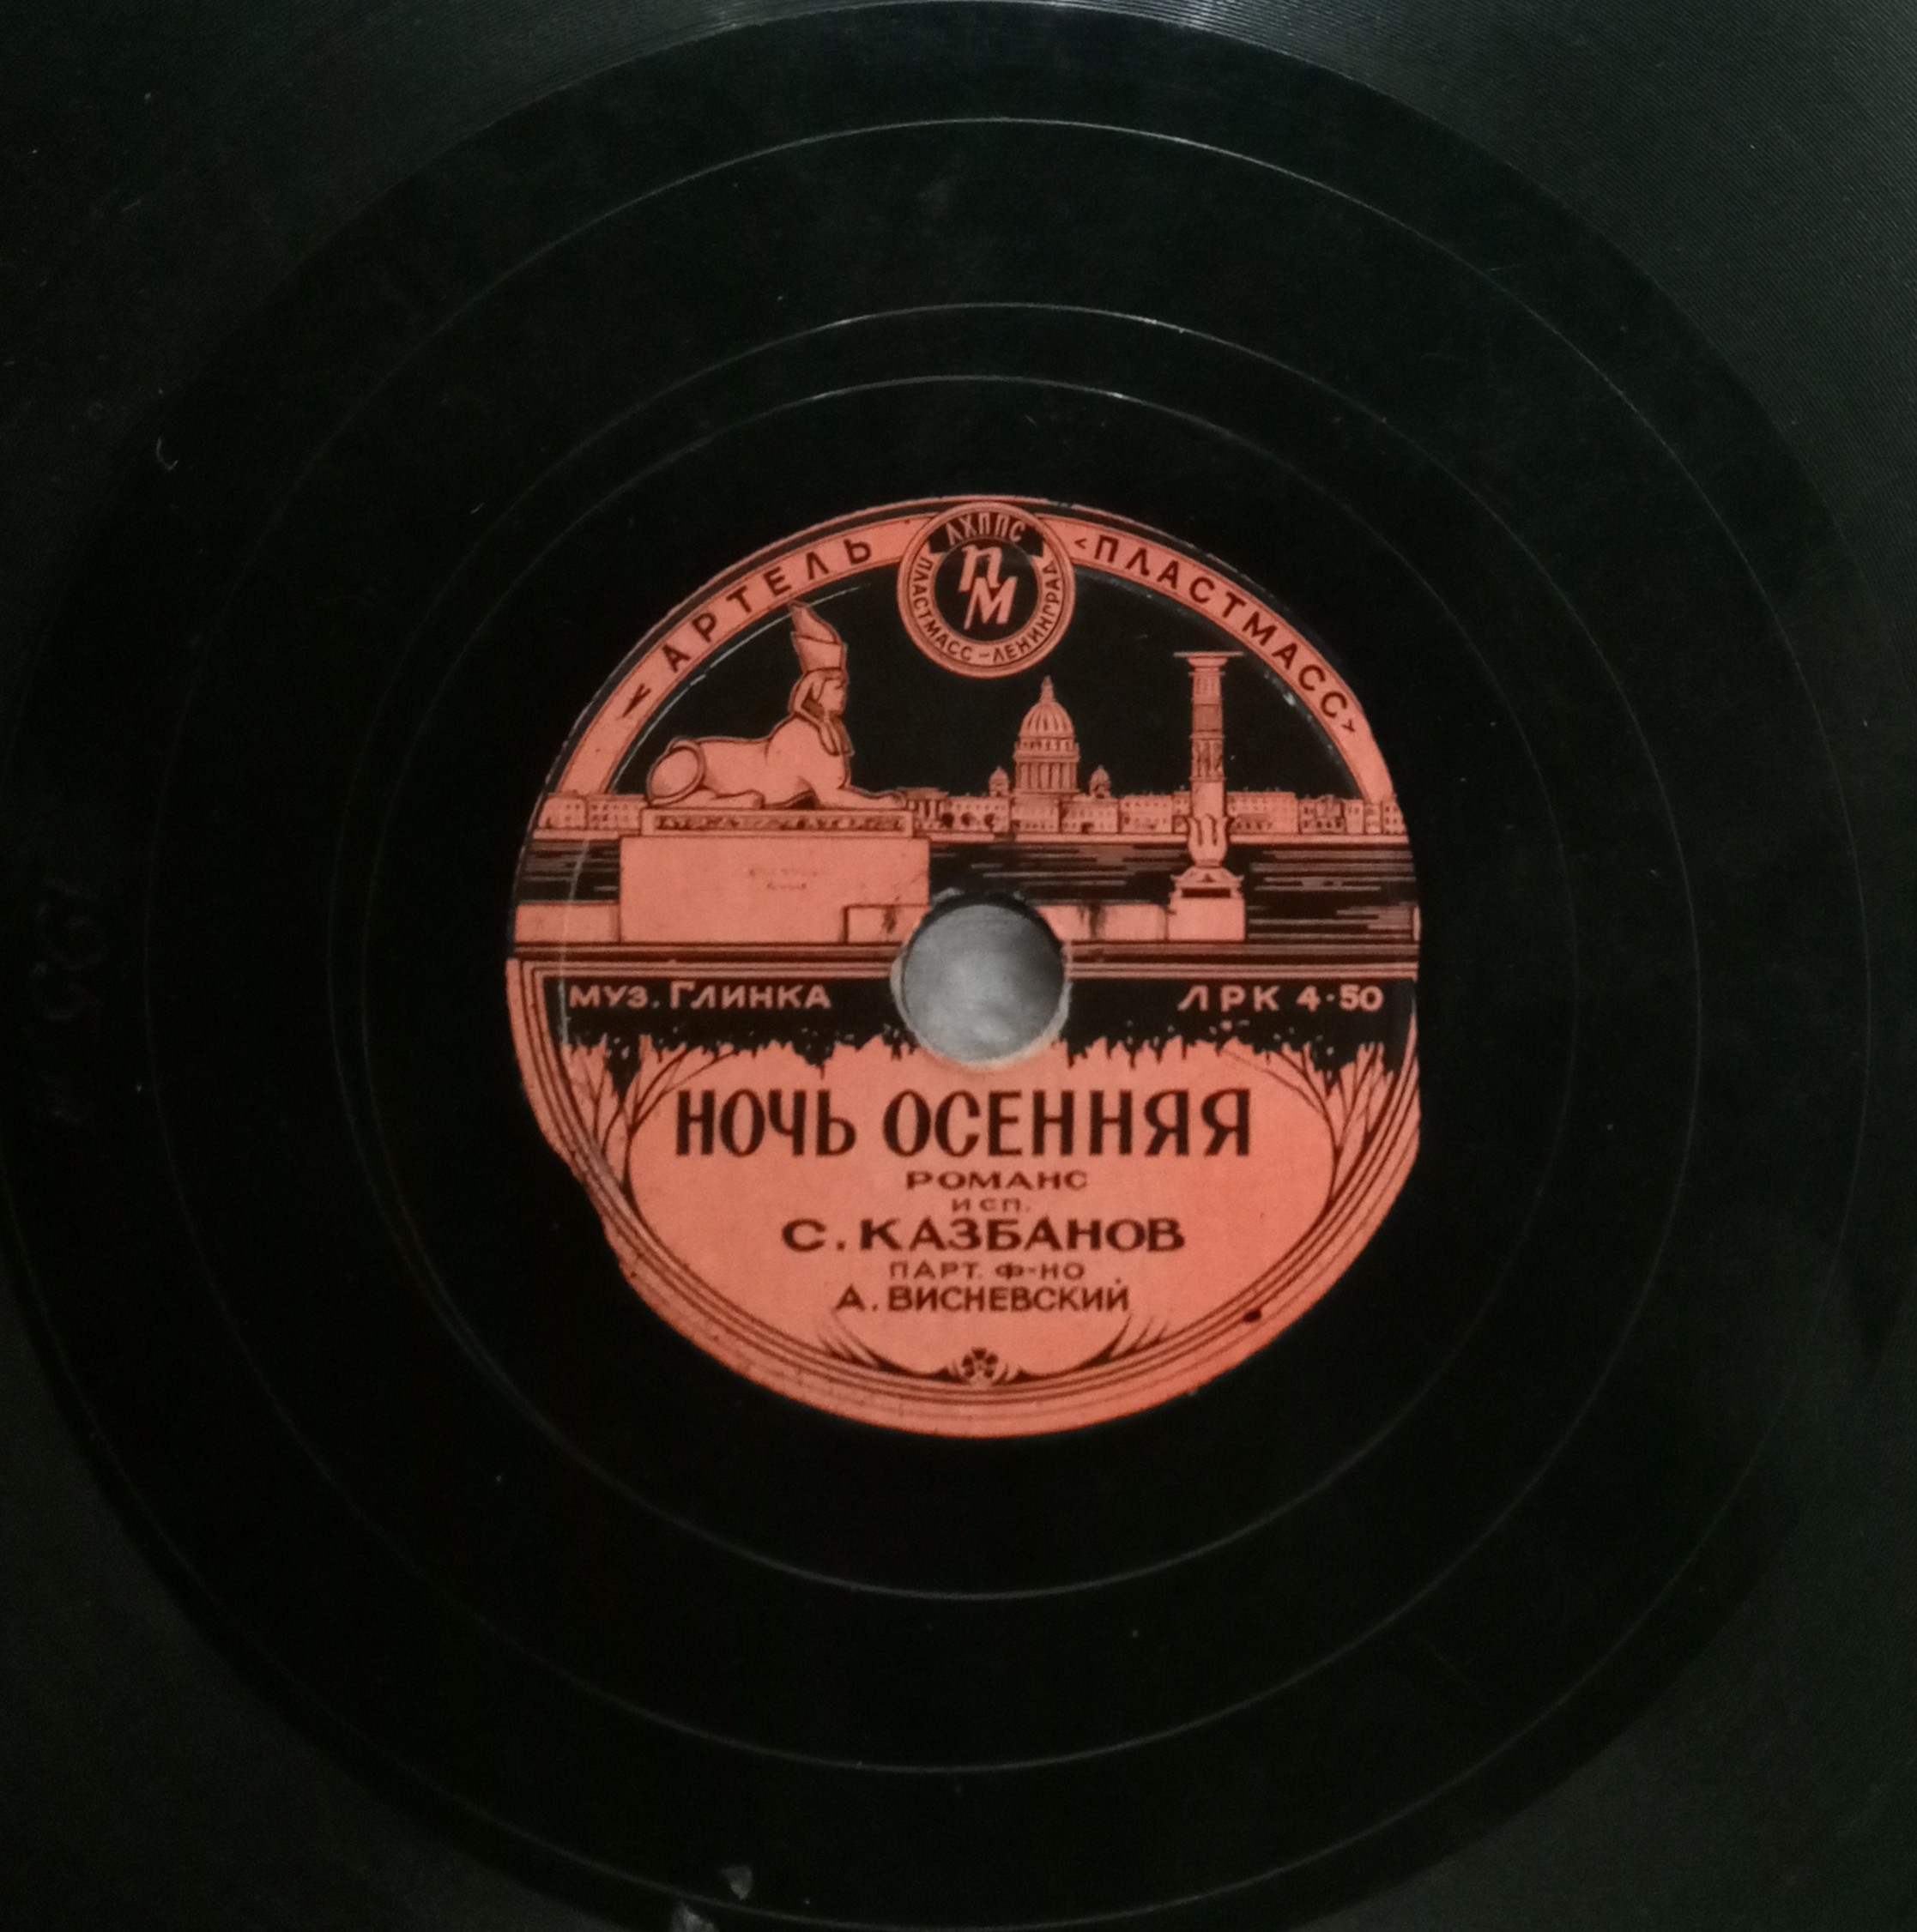 АРТЕЛЬ «ПЛАСТМАСС»
ЛХППС
ПМ
ПЛАСТМАСС-ЛЕНИНГРАД
МУЗ. ГЛИНКА
ЛРК 4-50
НОЧЬ ОСЕННЯЯ
РОМАНС
ИСП.
С. КАЗБАНОВ
ПАРТ. Ф-НО
А. ВИСНЕВСКИЙ